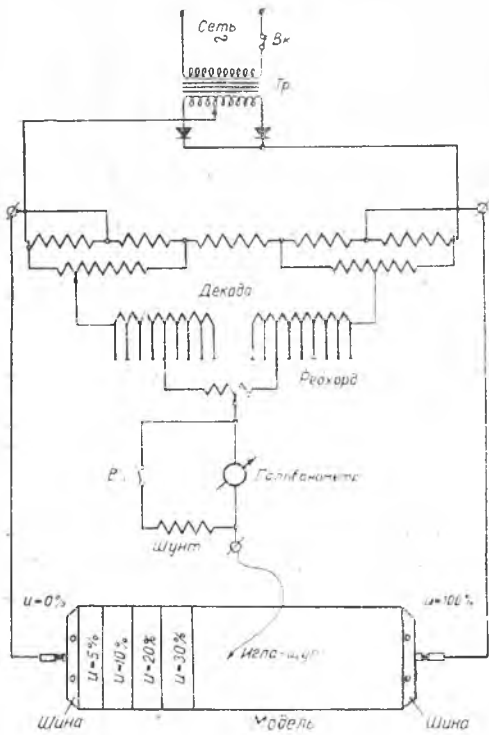 Сеть
~
Вк
Тр.
Декада
Реохорд
Гальванометр
Шунт
u=0%
u=100%
u=5%
u=10%
u=20%
u=30%
Игла-щуп
Шина
Модель
Шина